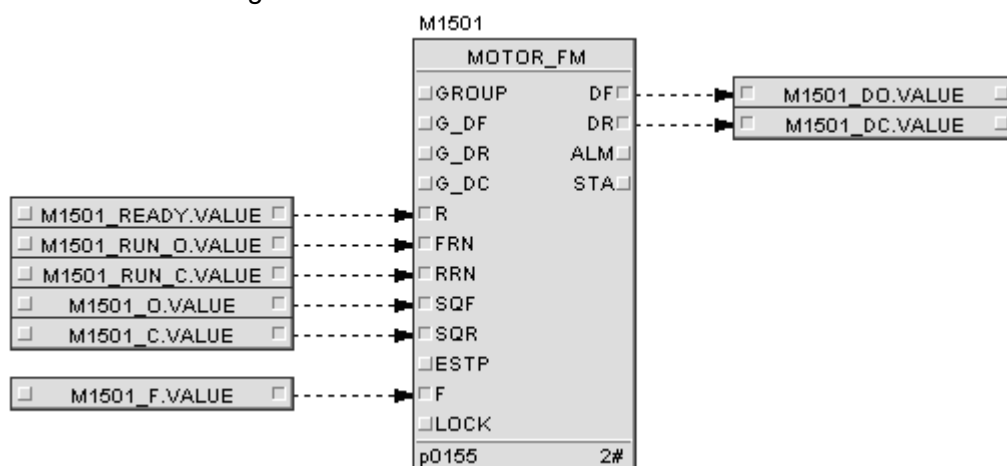 M1501
MOTOR_FM
GROUP DF M1501_DO.VALUE
G_DF DR M1501_DC.VALUE
G_DR ALM
G_DC STA
M1501_READY.VALUE R
M1501_RUN_O.VALUE FRN
M1501_RUN_C.VALUE RRN
M1501_O.VALUE SQF
M1501_C.VALUE SQR
ESTP
M1501_F.VALUE F
LOCK
p0155 2#